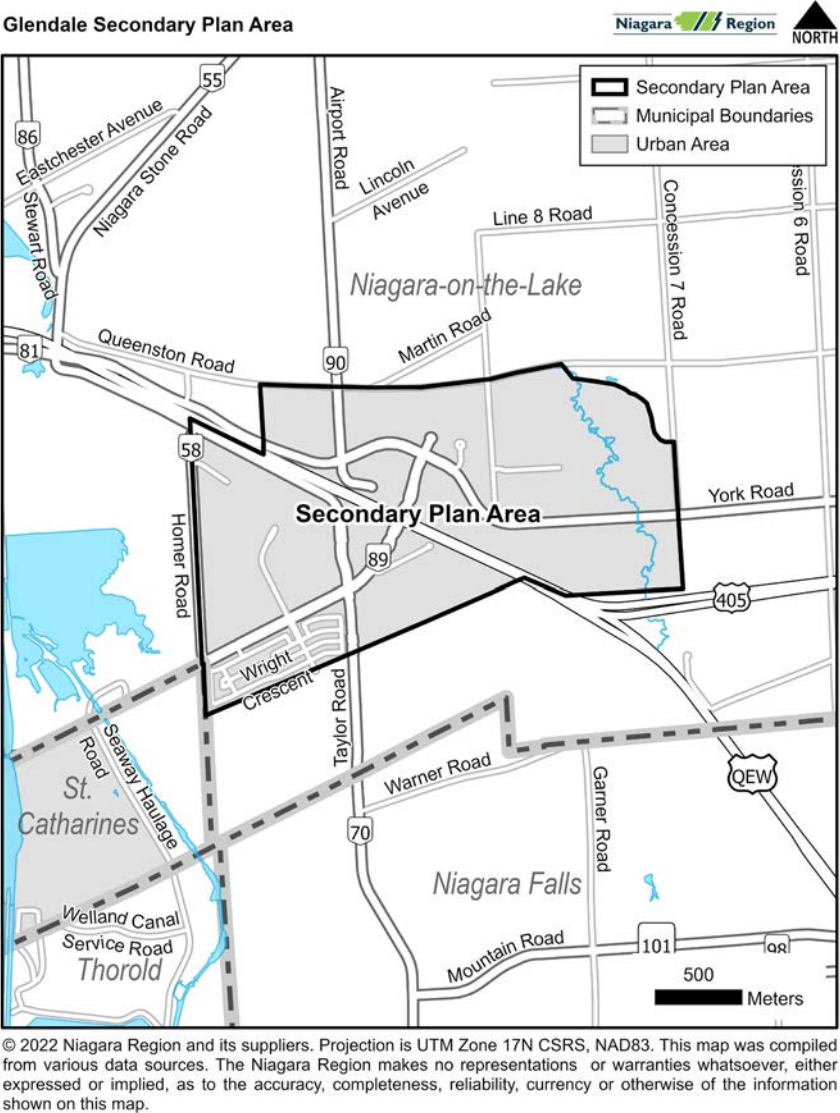 Glendale Secondary Plan Area
Niagara Region
NORTH
Secondary Plan Area
Municipal Boundaries
Urban Area
55
86
Eastchester Avenue
Niagara Stone Road
Stewart Road
Airport Road
Lincoln
Avenue
Line 8 Road
Concession 7 Road
ession 6 Road
Niagara-on-the-Lake
Martin Road
Queenston Road
81
90
58
Secondary Plan Area
York Road
Homer Road
89
405
Wright
Crescent
Taylor Road
Seaway Haulage
Road
St.
Catharines
Warner Road
QEW
70
Garner Road
Niagara Falls
Welland Canal
Service Road
Thorold
Mountain Road
101
98
500
Meters
© 2022 Niagara Region and its suppliers. Projection is UTM Zone 17N CSRS, NAD83. This map was compiled
from various data sources. The Niagara Region makes no representations or warranties whatsoever, either
expressed or implied, as to the accuracy, completeness, reliability, currency or otherwise of the information
shown on this map.